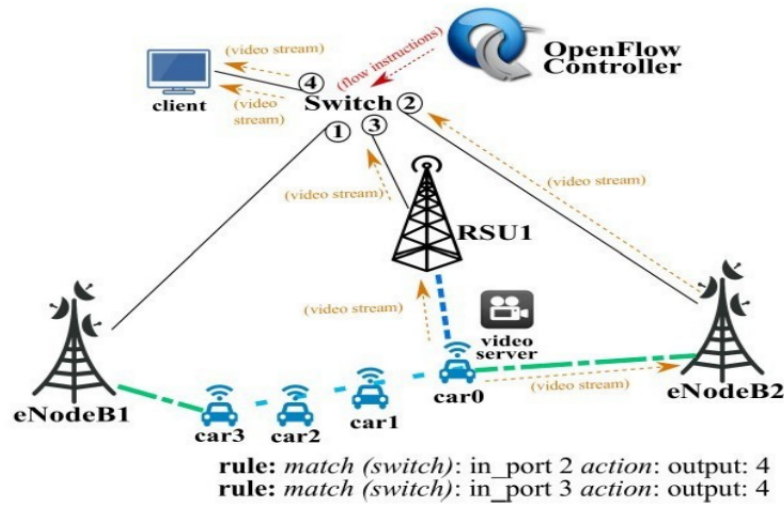 (video stream)
(flow instructions)
OpenFlow
Controller
client
4
(video
stream)
Switch
2
1
3
(video stream)
(video stream)
RSU1
(video stream)
video
server
eNodeB1
car3
car2
car1
car0
(video stream)
eNodeB2
rule: match (switch): in_port 2 action: output: 4
rule: match (switch): in_port 3 action: output: 4